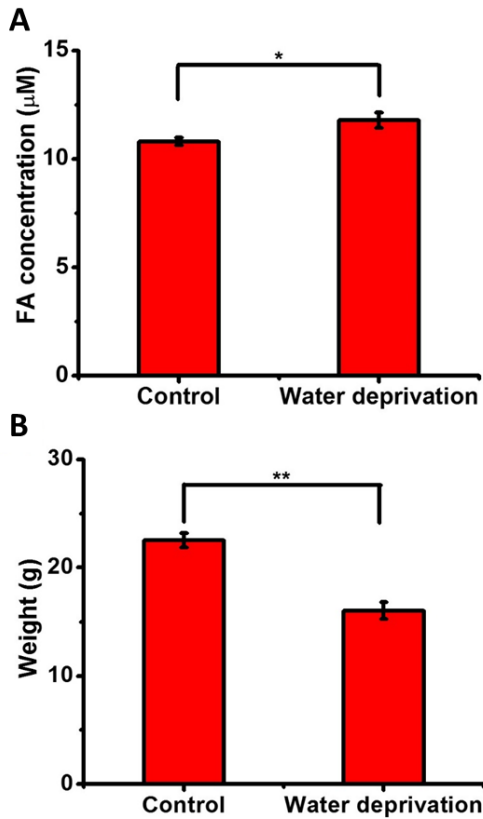 A
FA concentration (μM)
15
10
5
0
*
Control
Water deprivation
B
Weight (g)
30
20
10
0
**
Control
Water deprivation